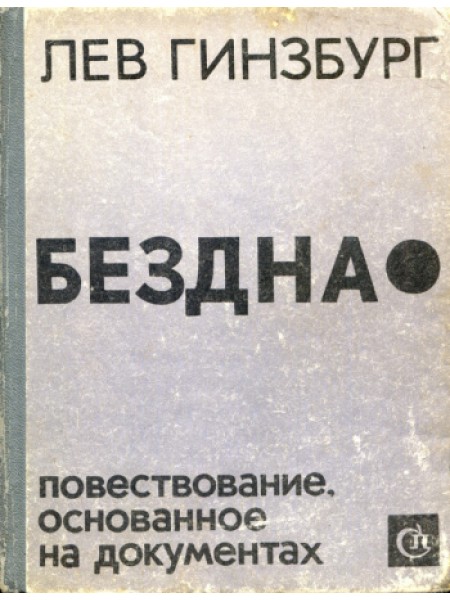 ЛЕВ ГИНЗБУРГ
БЕЗДНА
повествование,
основанное
на документах